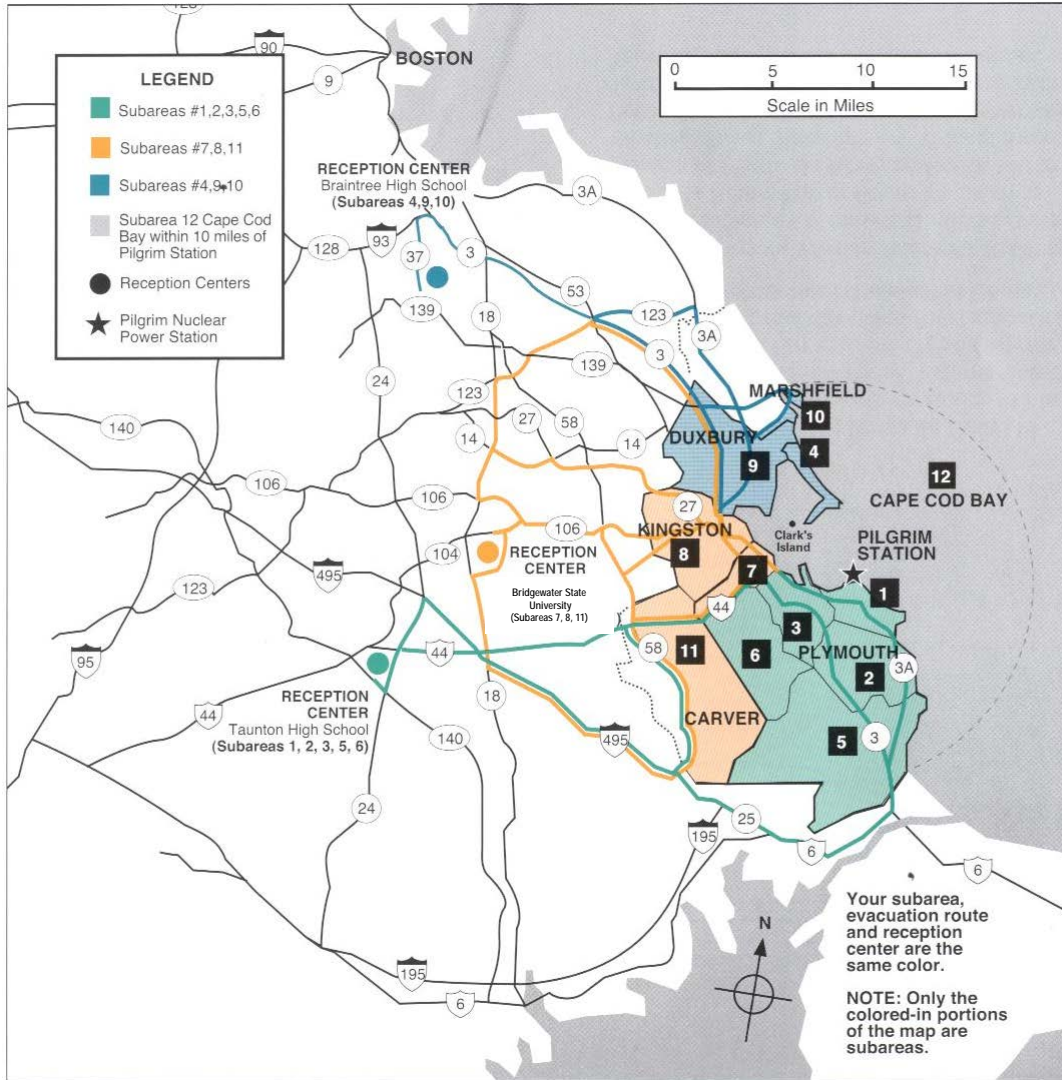 128
90
BOSTON
9
LEGEND
Subareas #1,2,3,5,6
Subareas #7,8,11
Subareas #4,9,10
Subarea 12 Cape Cod
Bay within 10 miles of
Pilgrim Station
Reception Centers
Pilgrim Nuclear
Power Station
0 5 10 15
Scale in Miles
RECEPTION CENTER
Braintree High School
(Subareas 4,9,10)
3A
128
93
37
3
139
18
53
123
3A
3
139
24
123
27
58
14
14
140
106
106
MARSHFIELD
10
DUXBURY
9
4
12
CAPE COD BAY
27
KINGSTON
8
106
Clark's
Island
PILGRIM
STATION
104
RECEPTION
CENTER
Bridgewater State
University
(Subareas 7, 8, 11)
495
123
7
1
44
3
58
11
6
PLYMOUTH
2
3A
95
44
44
RECEPTION
CENTER
Taunton High School
(Subareas 1, 2, 3, 5, 6)
18
140
495
CARVER
5
3
24
25
195
6
6
195
6
N
Your subarea,
evacuation route
and reception
center are the
same color.
NOTE: Only the
colored-in portions
of the map are
subareas.